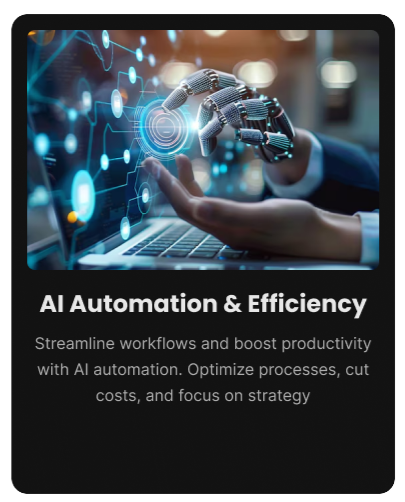 AI Automation & Efficiency
Streamline workflows and boost productivity
with AI automation. Optimize processes, cut
costs, and focus on strategy